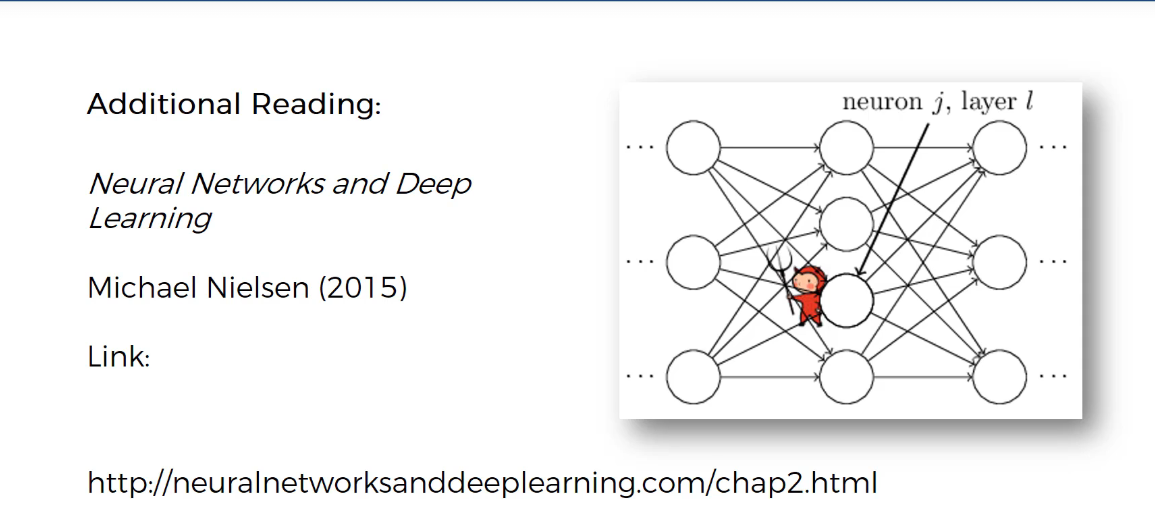 Additional Reading:
neuron j, layer l
Neural Networks and Deep
Learning
Michael Nielsen (2015)
Link:
http://neuralnetworksanddeeplearning.com/chap2.html